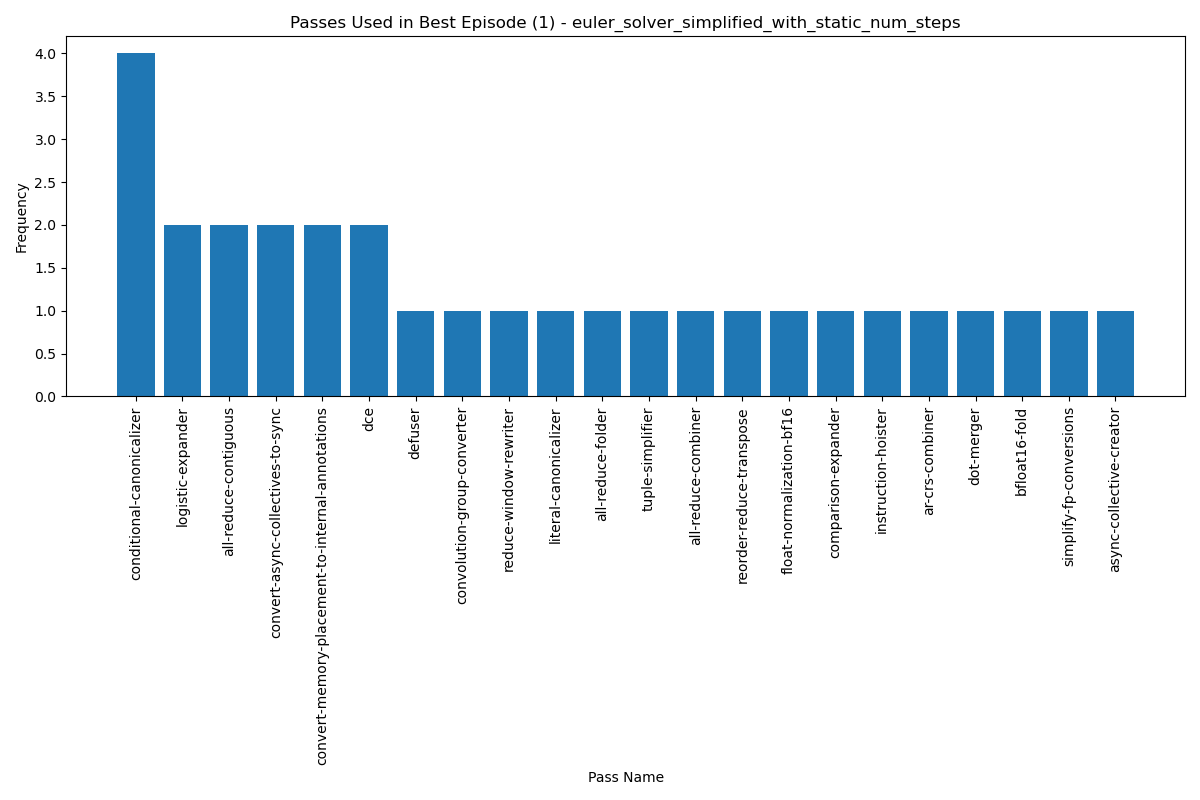 Passes Used in Best Episode (1) - euler_solver_simplified_with_static_num_steps
Frequency
4.0
3.5
3.0
2.5
2.0
1.5
1.0
0.5
0.0
conditional-canonicalizer
logistic-expander
all-reduce-contiguous
convert-async-collectives-to-sync
convert-memory-placement-to-internal-annotations
dce
defuser
convolution-group-converter
reduce-window-rewriter
literal-canonicalizer
all-reduce-folder
tuple-simplifier
all-reduce-combiner
reorder-reduce-transpose
float-normalization-bf16
comparison-expander
instruction-hoister
ar-crs-combiner
dot-merger
bfloat16-fold
simplify-fp-conversions
async-collective-creator
Pass Name